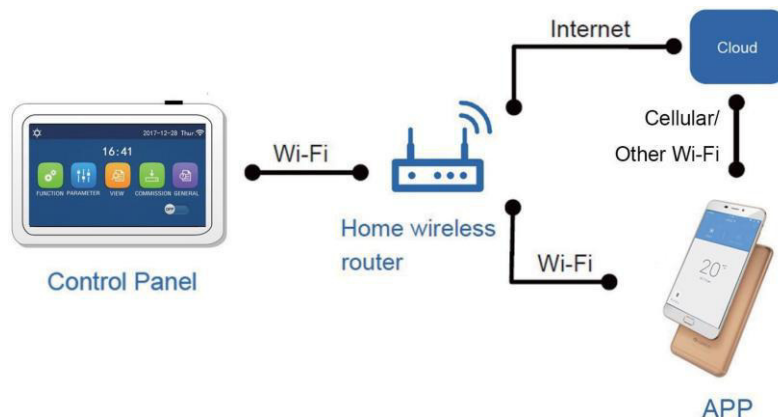 Internet
Cloud
Cellular/
Other Wi-Fi
2017-12-28 Thur.
16:41
FUNCTION PARAMETER VIEW COMMISSION GENERAL
OFF
Wi-Fi
Home wireless
router
Wi-Fi
Control Panel
20°
APP